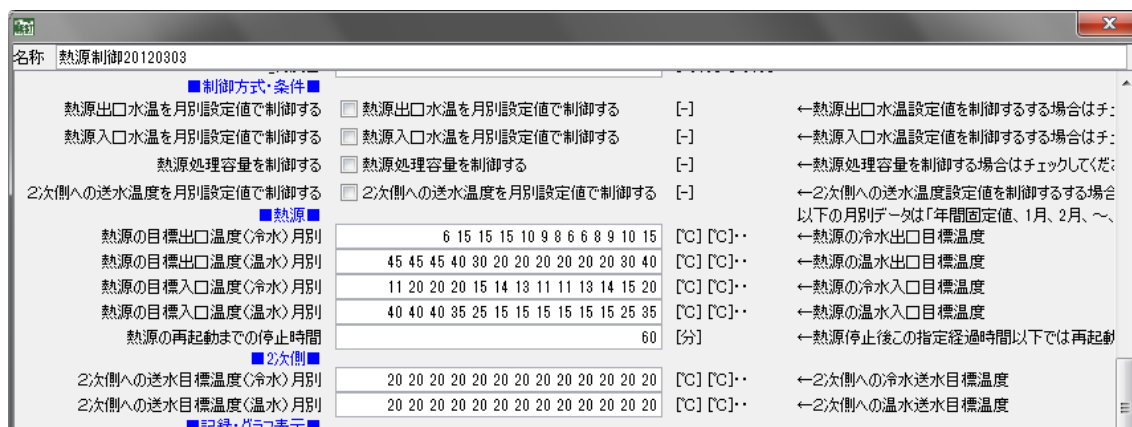 名称 熱源制御20120303
■制御方式・条件■
熱源出口水温を月別設定値で制御する 熱源出口水温を月別設定値で制御する [-] ←熱源出口水温設定値を制御するする場合はチェ
熱源入口水温を月別設定値で制御する 熱源入口水温を月別設定値で制御する [-] ←熱源入口水温設定値を制御するする場合はチェ
熱源処理容量を制御する 熱源処理容量を制御する [-] ←熱源処理容量を制御する場合はチェックしてくださ
2次側への送水温度を月別設定値で制御する 2次側への送水温度を月別設定値で制御する [-] ←2次側への送水温度設定値を制御するする場合
■熱源■ 以下の月別データは「年間固定値、1月、2月、～、
熱源の目標出口温度(冷水)月別 6 15 15 15 10 9 8 6 6 8 9 10 15 [℃] [℃]・・ ←熱源の冷水出口目標温度
熱源の目標出口温度(温水)月別 45 45 45 40 30 20 20 20 20 20 20 30 40 [℃] [℃]・・ ←熱源の温水出口目標温度
熱源の目標入口温度(冷水)月別 11 20 20 20 15 14 13 11 11 13 14 15 20 [℃] [℃]・・ ←熱源の冷水入口目標温度
熱源の目標入口温度(温水)月別 40 40 40 35 25 15 15 15 15 15 15 25 35 [℃] [℃]・・ ←熱源の温水入口目標温度
熱源の再起動までの停止時間 60 [分] ←熱源停止後この指定経過時間以下では再起動
■2次側■
2次側への送水目標温度(冷水)月別 20 20 20 20 20 20 20 20 20 20 20 20 20 [℃] [℃]・・ ←2次側への冷水送水目標温度
2次側への送水目標温度(温水)月別 20 20 20 20 20 20 20 20 20 20 20 20 20 [℃] [℃]・・ ←2次側への温水送水目標温度
■記録・グラフ表示■